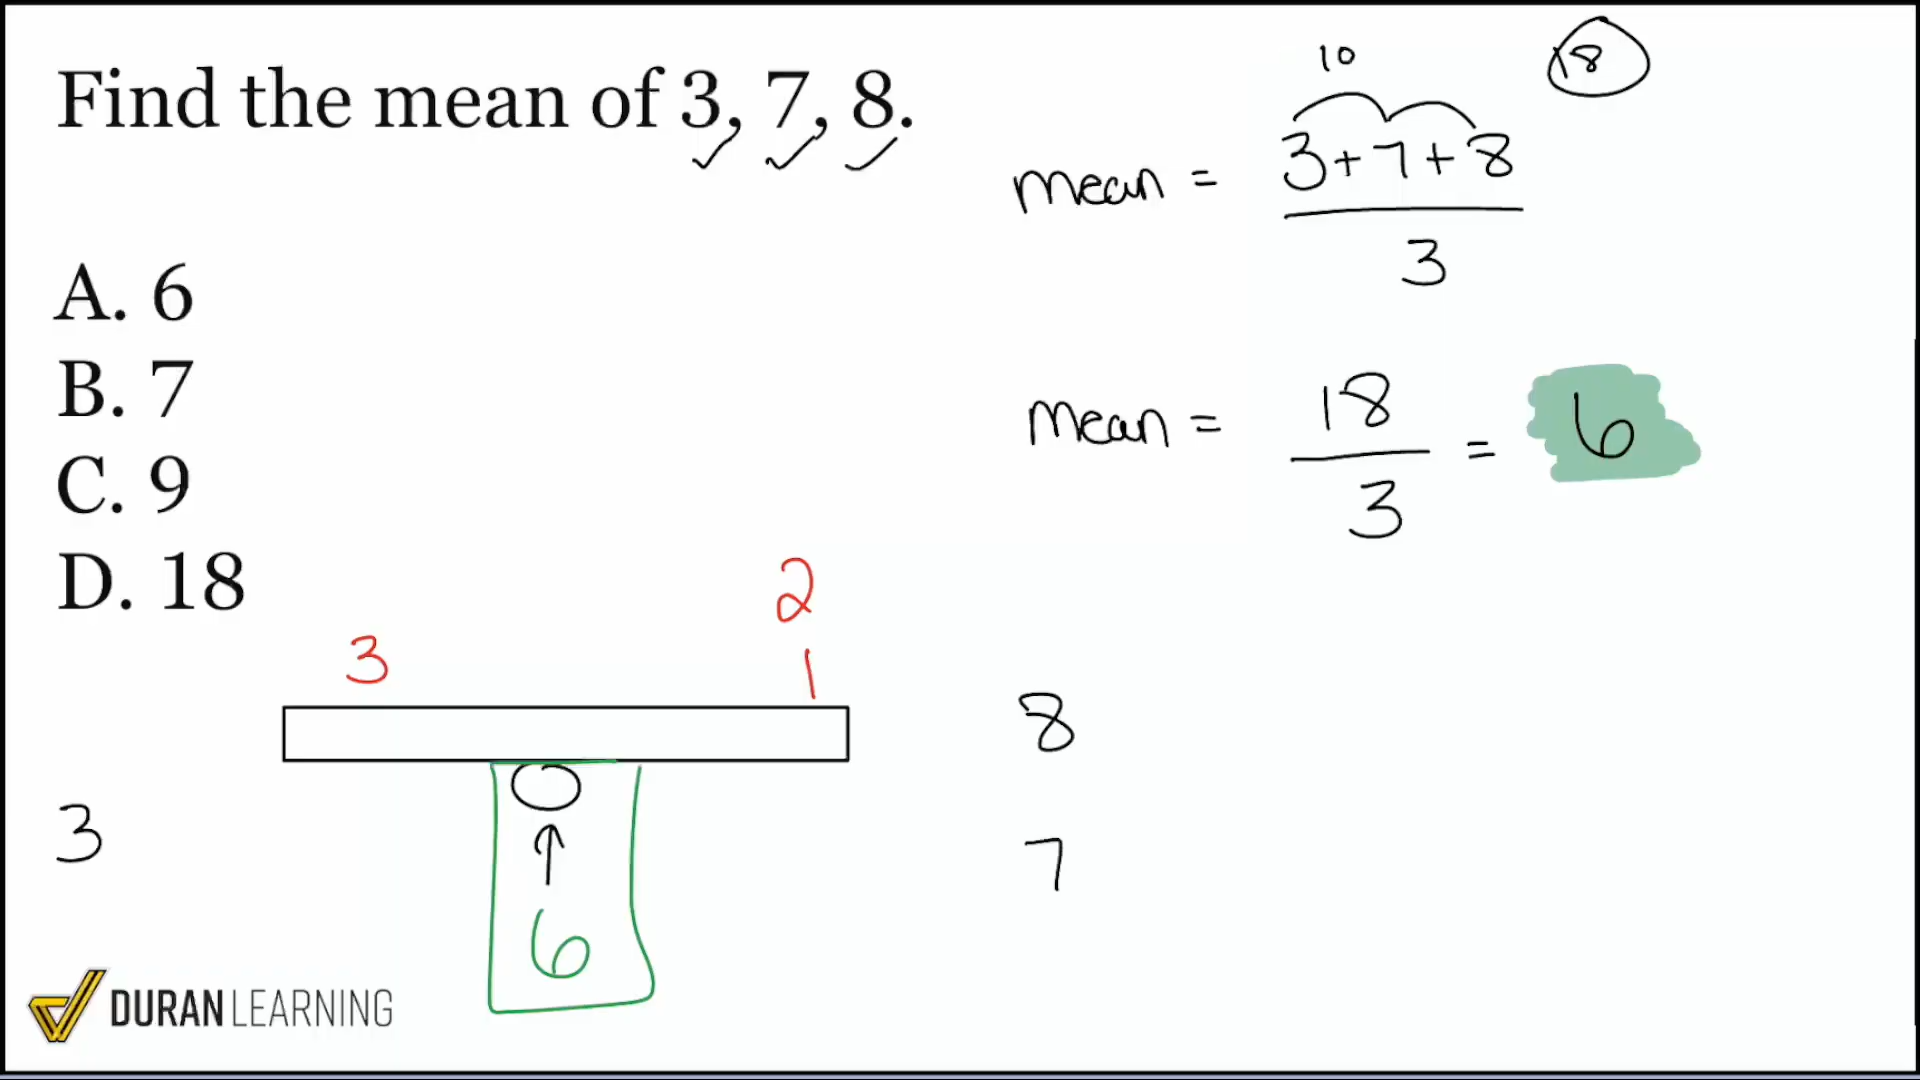 Find the mean of 3, 7, 8.
A. 6
B. 7
C. 9
D. 18
10
18
mean = 3+7+8
3
mean = 18
3
= 6
2
3
1
8
3
7
6
DURAN LEARNING